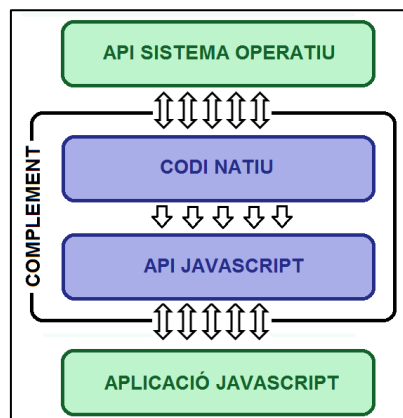 API SISTEMA OPERATIU
COMPLEMENT
CODI NATIU
API JAVASCRIPT
APLICACIÓ JAVASCRIPT